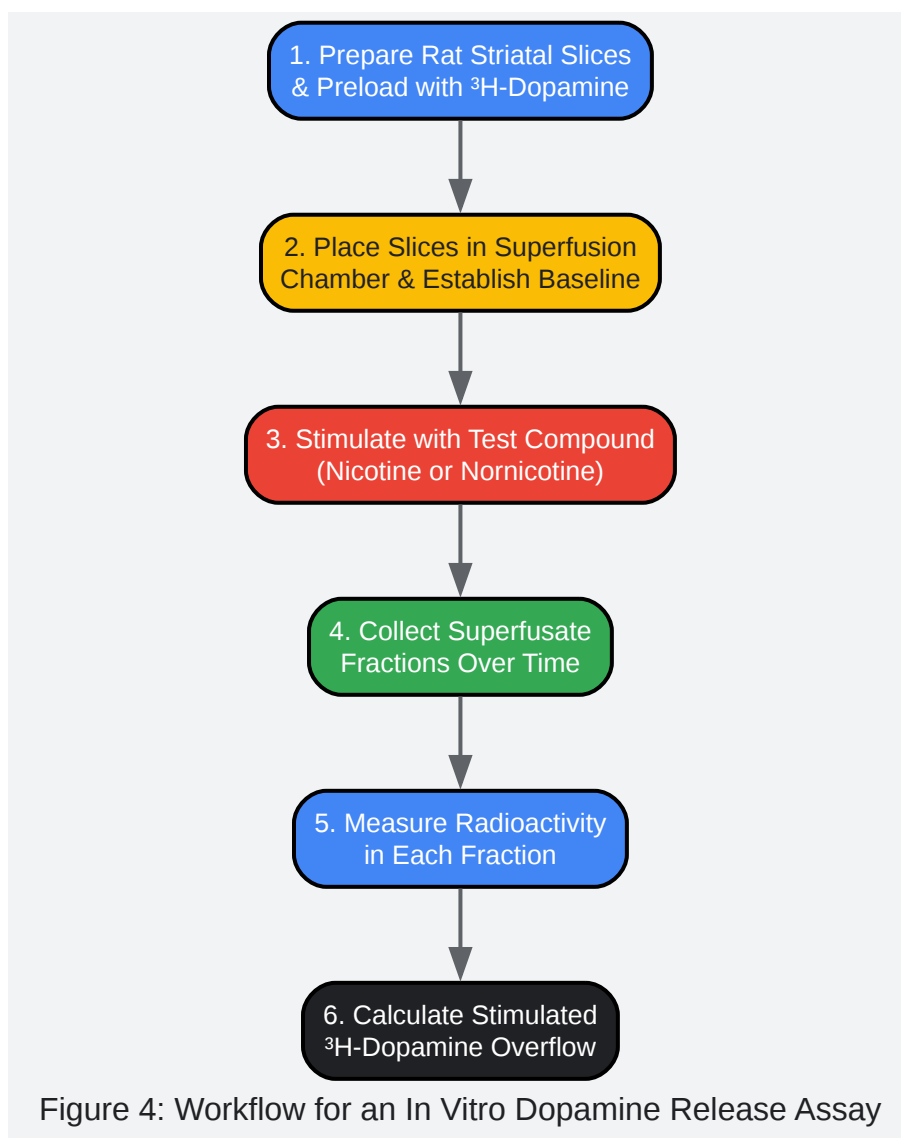 1. Prepare Rat Striatal Slices
& Preload with ³H-Dopamine
2. Place Slices in Superfusion
Chamber & Establish Baseline
3. Stimulate with Test Compound
(Nicotine or Nornicotine)
4. Collect Superfusate
Fractions Over Time
5. Measure Radioactivity
in Each Fraction
6. Calculate Stimulated
³H-Dopamine Overflow
Figure 4: Workflow for an In Vitro Dopamine Release Assay